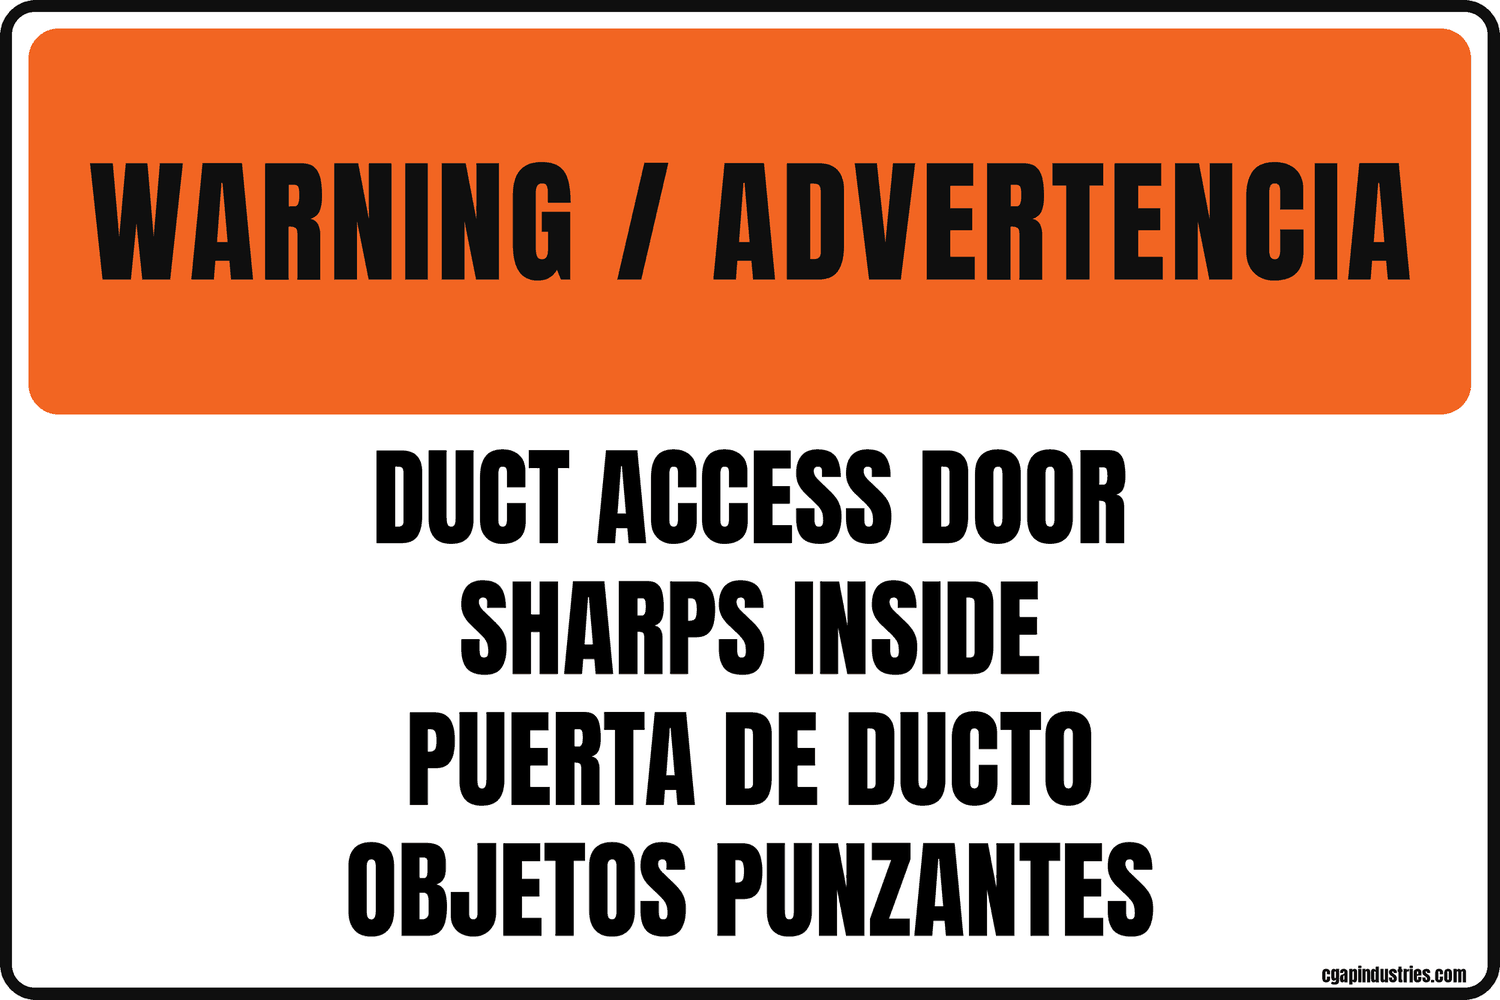 WARNING / ADVERTENCIA
DUCT ACCESS DOOR
SHARPS INSIDE
PUERTA DE DUCTO
OBJETOS PUNZANTES
cgapindustries.com